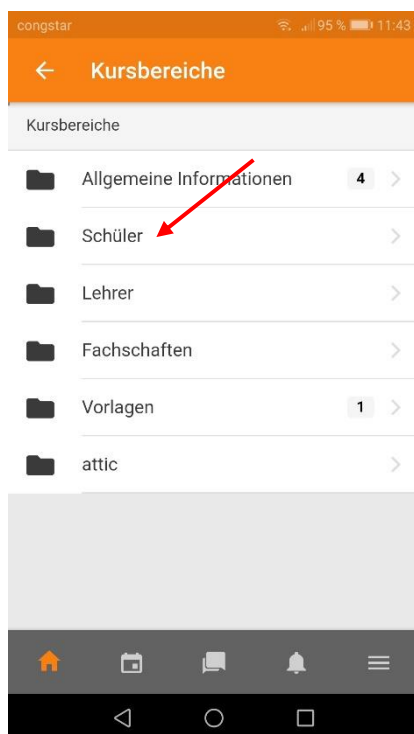 congstar 95 % 11:43
Kursbereiche
Kursbereiche
Allgemeine Informationen 4
Schüler
Lehrer
Fachschaften
Vorlagen 1
attic